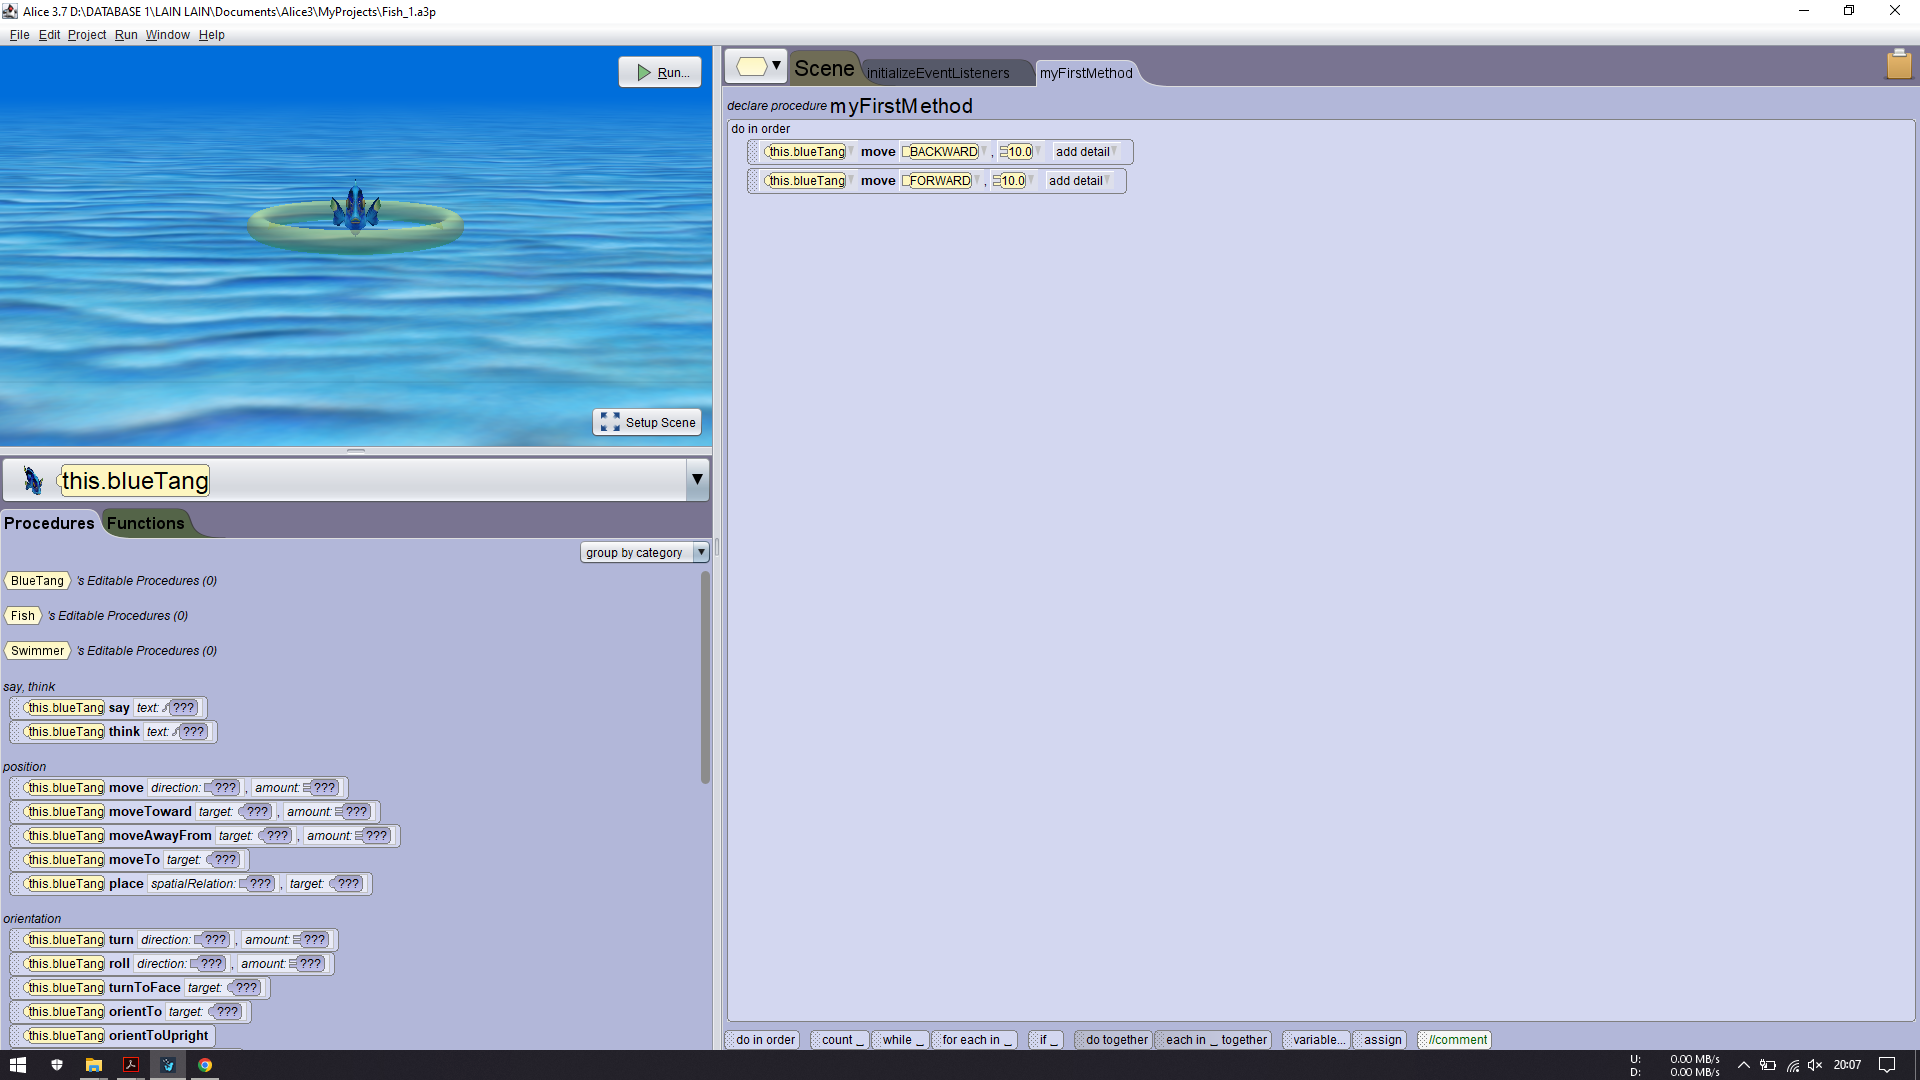 Alice 3.7 D:\DATABASE 1\LAIN LAIN\Documents\Alice3\MyProjects\Fish_1.a3p
File Edit Project Run Window Help
Run...
Setup Scene
this.blueTang
Procedures Functions
group by category
BlueTang 's Editable Procedures (0)
Fish 's Editable Procedures (0)
Swimmer 's Editable Procedures (0)
say, think
this.blueTang say text: ???
this.blueTang think text: ???
position
this.blueTang move direction: ??? , amount: ???
this.blueTang moveToward target: ??? , amount: ???
this.blueTang moveAwayFrom target: ??? , amount: ???
this.blueTang moveTo target: ???
this.blueTang place spatialRelation: ??? , target: ???
orientation
this.blueTang turn direction: ??? , amount: ???
this.blueTang roll direction: ??? , amount: ???
this.blueTang turnToFace target: ???
this.blueTang orientTo target: ???
this.blueTang orientToUpright
Scene initializeEventListeners myFirstMethod
declare procedure myFirstMethod
do in order
this.blueTang move BACKWARD , 10.0 add detail
this.blueTang move FORWARD , 10.0 add detail
do in order count _ while _ for each in _ if _ do together each in _ together variable... assign //comment
U: 0.00 MB/s
D: 0.00 MB/s
20:07